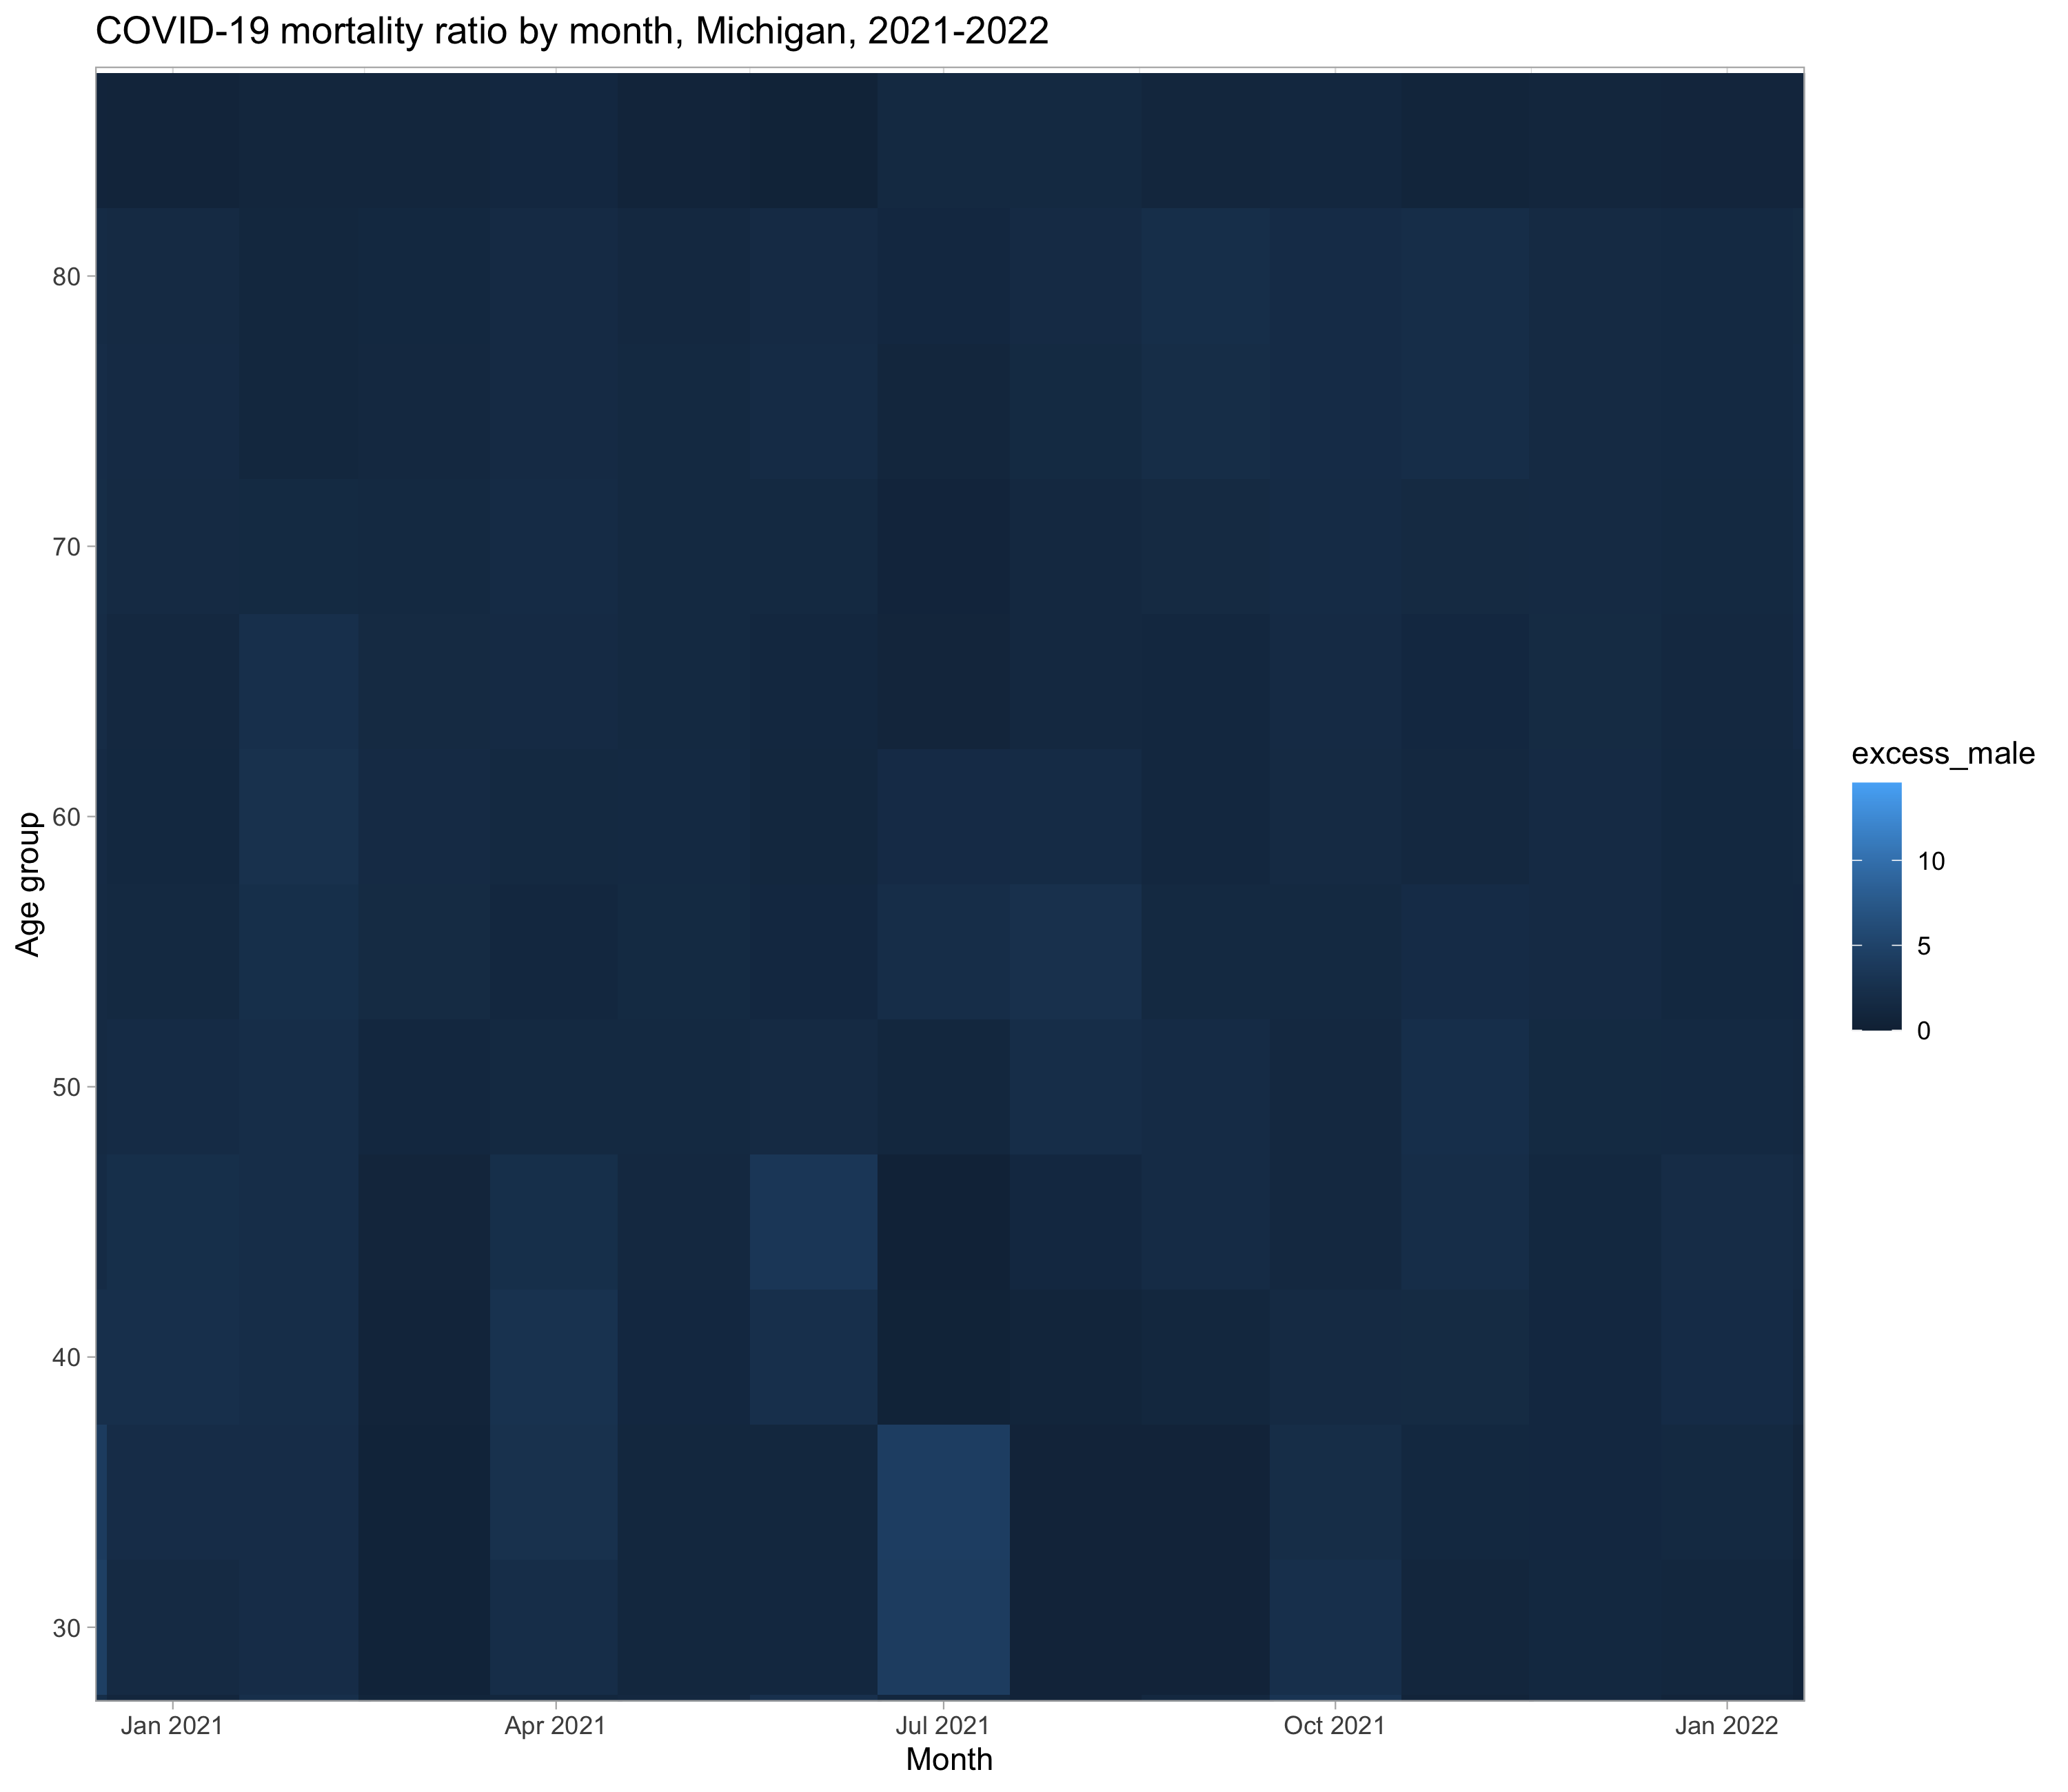 COVID-19 mortality ratio by month, Michigan, 2021-2022
Age group
80
70
60
50
40
30
Jan 2021
Apr 2021
Jul 2021
Oct 2021
Jan 2022
Month
excess_male
10
5
0